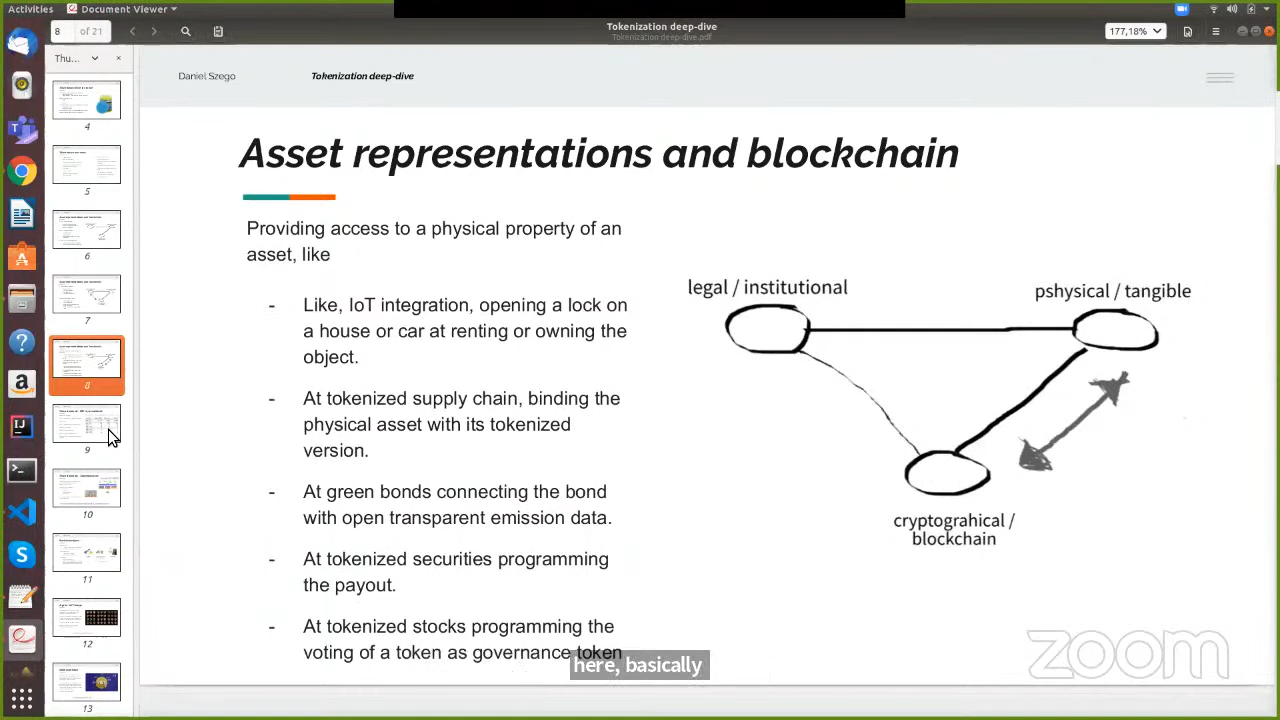 Activities
Document Viewer
Tokenization deep-dive
Tokenization deep-dive.pdf
8
of 21
177,18%
Thu...
4
5
6
7
8
9
10
11
12
13
Daniel Szego
Tokenization deep-dive
Asset representations and blockchain
Providing access to a physical property of an
asset, like
- Like, IoT integration, opening a lock on
a house or car at renting or owning the
object.
- At tokenized supply chain, binding the
physical asset with its tokenized
version.
- At green bonds connecting the bond
with open transparent emission data.
- At tokenized securities programming
the payout.
- At tokenized stocks programming the
voting of a token as governance token
legal / institutional
pshysical / tangible
cryptograhical /
blockchain
here, basically
zoom